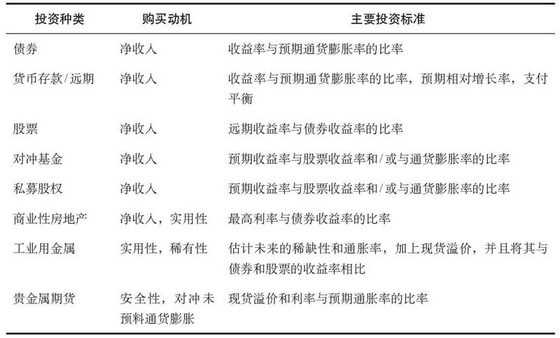 投资种类 购买动机 主要投资标准
债券 净收入 收益率与预期通货膨胀率的比率
货币存款/远期 净收入 收益率与预期通货膨胀率的比率，预期相对增长率，支付
平衡
股票 净收入 远期收益率与债券收益率的比率
对冲基金 净收入 预期收益率与股票收益率和/或与通货膨胀率的比率
私募股权 净收入 预期收益率与股票收益率和/或与通货膨胀率的比率
商业性房地产 净收入，实用性 最高利率与债券收益率的比率
工业用金属 实用性，稀有性 估计未来的稀缺性和通胀率，加上现货溢价，并且将其与
债券和股票的收益率相比
贵金属期货 安全性，对冲未 现货溢价和利率与预期通胀率的比率
预料通货膨胀